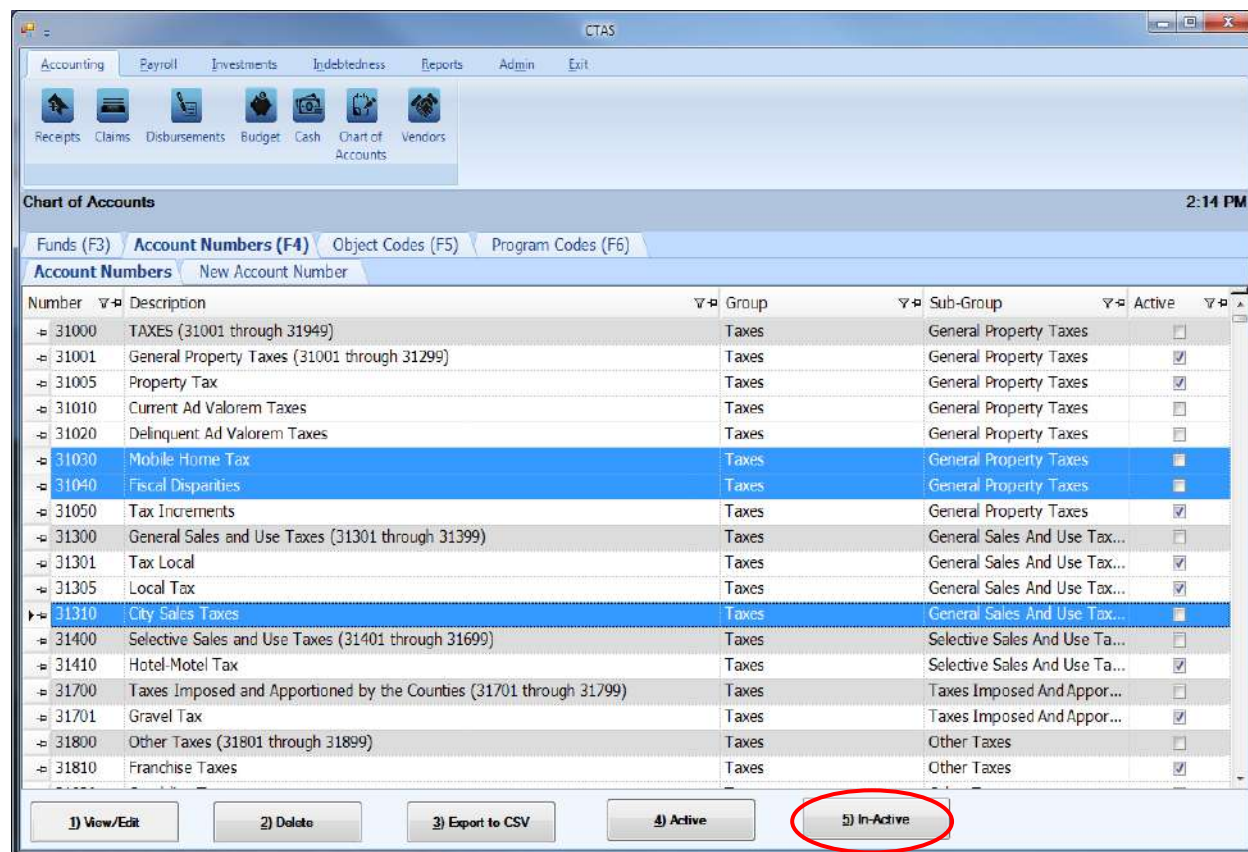 CTAS
Accounting Payroll Investments Indebtedness Reports Admin Exit
Receipts Claims Disbursements Budget Cash Chart of Accounts Vendors
Chart of Accounts 2:14 PM
Funds (F3) Account Numbers (F4) Object Codes (F5) Program Codes (F6)
Account Numbers New Account Number
Number Description Group Sub-Group Active
31000 TAXES (31001 through 31949) Taxes General Property Taxes
31001 General Property Taxes (31001 through 31299) Taxes General Property Taxes
31005 Property Tax Taxes General Property Taxes
31010 Current Ad Valorem Taxes Taxes General Property Taxes
31020 Delinquent Ad Valorem Taxes Taxes General Property Taxes
31030 Mobile Home Tax Taxes General Property Taxes
31040 Fiscal Disparities Taxes General Property Taxes
31050 Tax Increments Taxes General Property Taxes
31300 General Sales and Use Taxes (31301 through 31399) Taxes General Sales And Use Tax...
31301 Tax Local Taxes General Sales And Use Tax...
31305 Local Tax Taxes General Sales And Use Tax...
31310 City Sales Taxes Taxes General Sales And Use Tax...
31400 Selective Sales and Use Taxes (31401 through 31699) Taxes Selective Sales And Use Ta...
31410 Hotel-Motel Tax Taxes Selective Sales And Use Ta...
31700 Taxes Imposed and Apportioned by the Counties (31701 through 31799) Taxes Taxes Imposed And Appor...
31701 Gravel Tax Taxes Taxes Imposed And Appor...
31800 Other Taxes (31801 through 31899) Taxes Other Taxes
31810 Franchise Taxes Taxes Other Taxes
1) View/Edit 2) Delete 3) Export to CSV 4) Active 5) In-Active